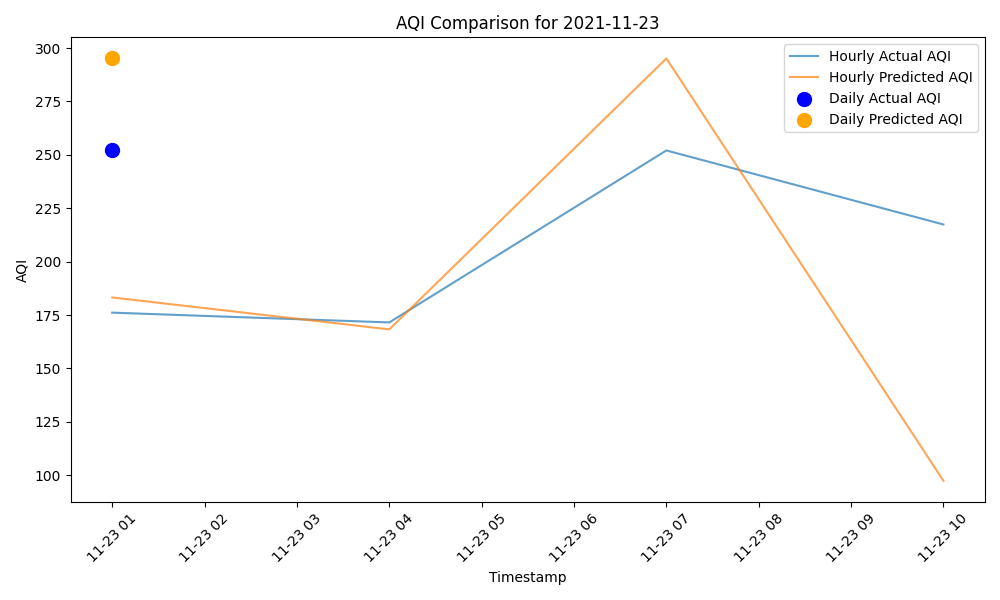 AQI Comparison for 2021-11-23
Hourly Actual AQI
Hourly Predicted AQI
Daily Actual AQI
Daily Predicted AQI
AQI
300
275
250
225
200
175
150
125
100
11-23 01
11-23 02
11-23 03
11-23 04
11-23 05
11-23 06
11-23 07
11-23 08
11-23 09
11-23 10
Timestamp